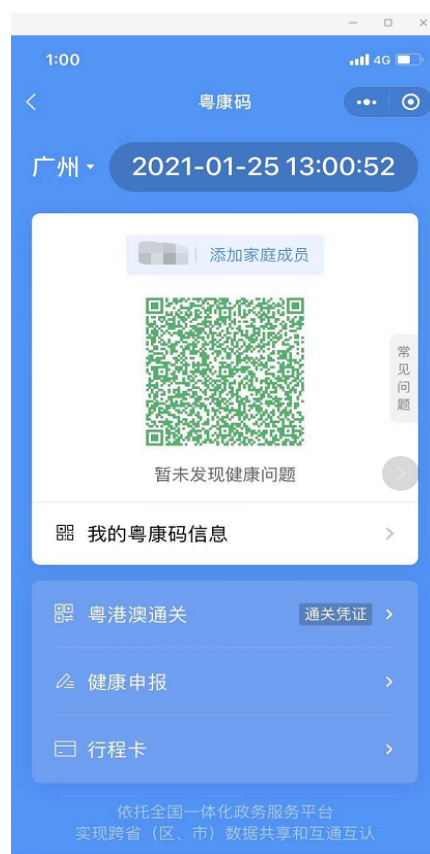 1:00
4G
粤康码
广州
2021-01-25 13:00:52
添加家庭成员
常见问题
暂未发现健康问题
我的粤康码信息
粤港澳通关
通关凭证
健康申报
行程卡
依托全国一体化政务服务平台
实现跨省（区、市）数据共享和互通互认